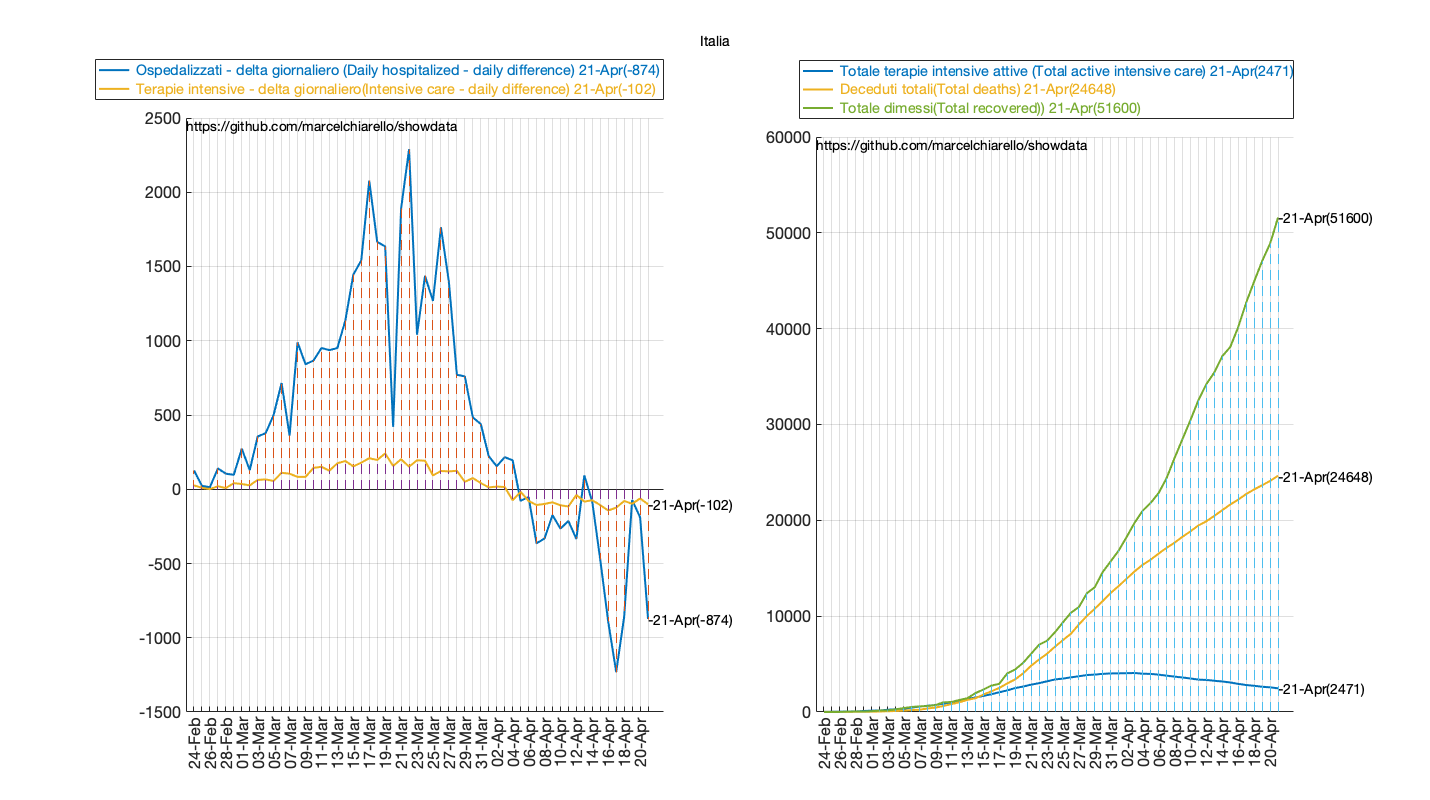 Italia
Ospedalizzati - delta giornaliero (Daily hospitalized - daily difference) 21-Apr(-874)
Terapie intensive - delta giornaliero(Intensive care - daily difference) 21-Apr(-102)
2500
https://github.com/marcelchiarello/showdata
2000
1500
1000
500
0
-500
-1000
-1500
-21-Apr(-102)
-21-Apr(-874)
24-Feb
26-Feb
28-Feb
01-Mar
03-Mar
05-Mar
07-Mar
09-Mar
11-Mar
13-Mar
15-Mar
17-Mar
19-Mar
21-Mar
23-Mar
25-Mar
27-Mar
29-Mar
31-Mar
02-Apr
04-Apr
06-Apr
08-Apr
10-Apr
12-Apr
14-Apr
16-Apr
18-Apr
20-Apr
Totale terapie intensive attive (Total active intensive care) 21-Apr(2471)
Deceduti totali(Total deaths) 21-Apr(24648)
Totale dimessi(Total recovered)) 21-Apr(51600)
60000
https://github.com/marcelchiarello/showdata
50000
40000
30000
20000
10000
0
-21-Apr(51600)
-21-Apr(24648)
-21-Apr(2471)
24-Feb
26-Feb
28-Feb
01-Mar
03-Mar
05-Mar
07-Mar
09-Mar
11-Mar
13-Mar
15-Mar
17-Mar
19-Mar
21-Mar
23-Mar
25-Mar
27-Mar
29-Mar
31-Mar
02-Apr
04-Apr
06-Apr
08-Apr
10-Apr
12-Apr
14-Apr
16-Apr
18-Apr
20-Apr